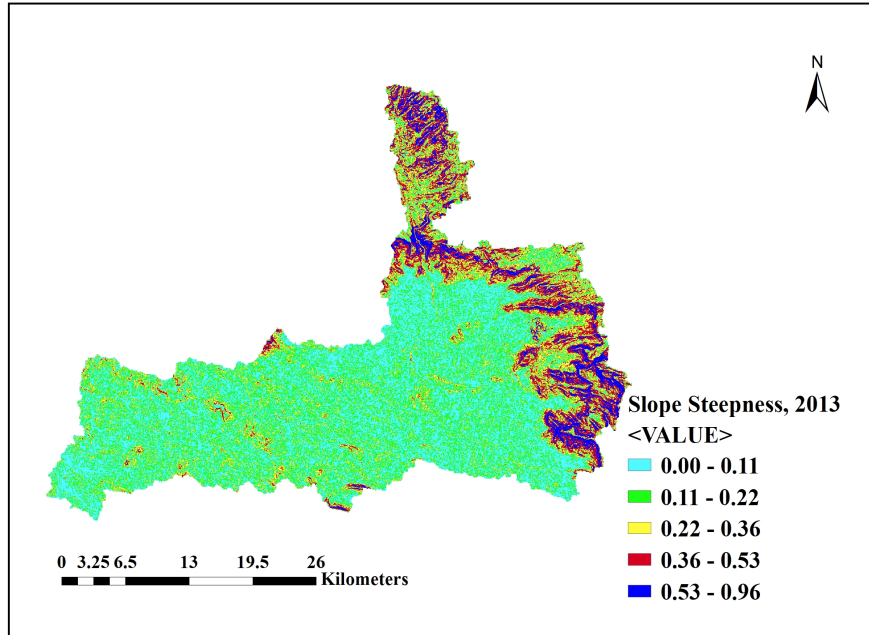 N
Slope Steepness, 2013
<VALUE>
0.00 - 0.11
0.11 - 0.22
0.22 - 0.36
0.36 - 0.53
0.53 - 0.96
0 3.25 6.5 13 19.5 26
Kilometers